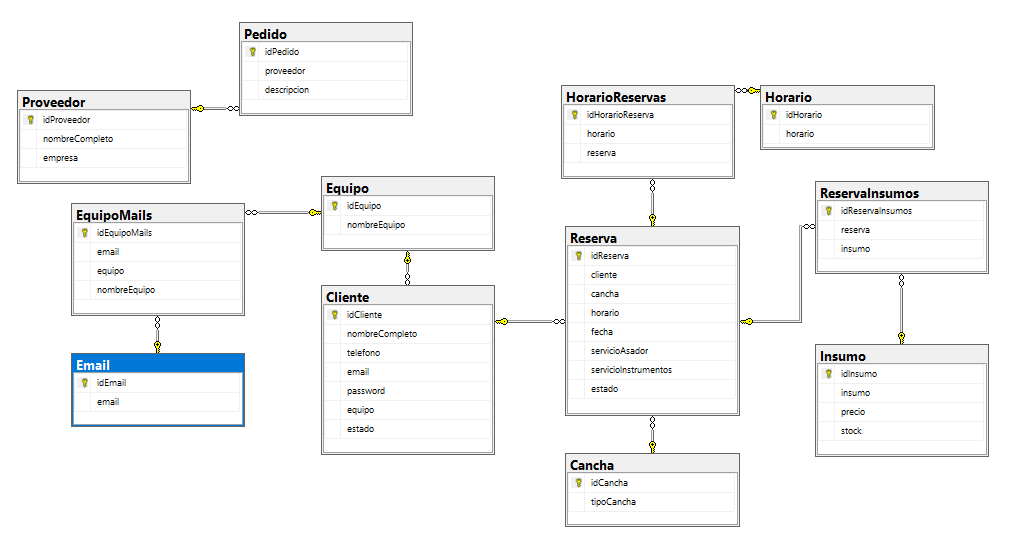 Pedido
idPedido
proveedor
descripcion
Proveedor
idProveedor
nombreCompleto
empresa
HorarioReservas
idHorarioReserva
horario
reserva
Horario
idHorario
horario
Equipo
idEquipo
nombreEquipo
EquipoMails
idEquipoMails
email
equipo
nombreEquipo
ReservaInsumos
idReservaInsumos
reserva
insumo
Reserva
idReserva
cliente
cancha
horario
fecha
servicioAsador
servicioInstrumentos
estado
Cliente
idCliente
nombreCompleto
telefono
email
password
equipo
estado
Email
idEmail
email
Insumo
idInsumo
insumo
precio
stock
Cancha
idCancha
tipoCancha